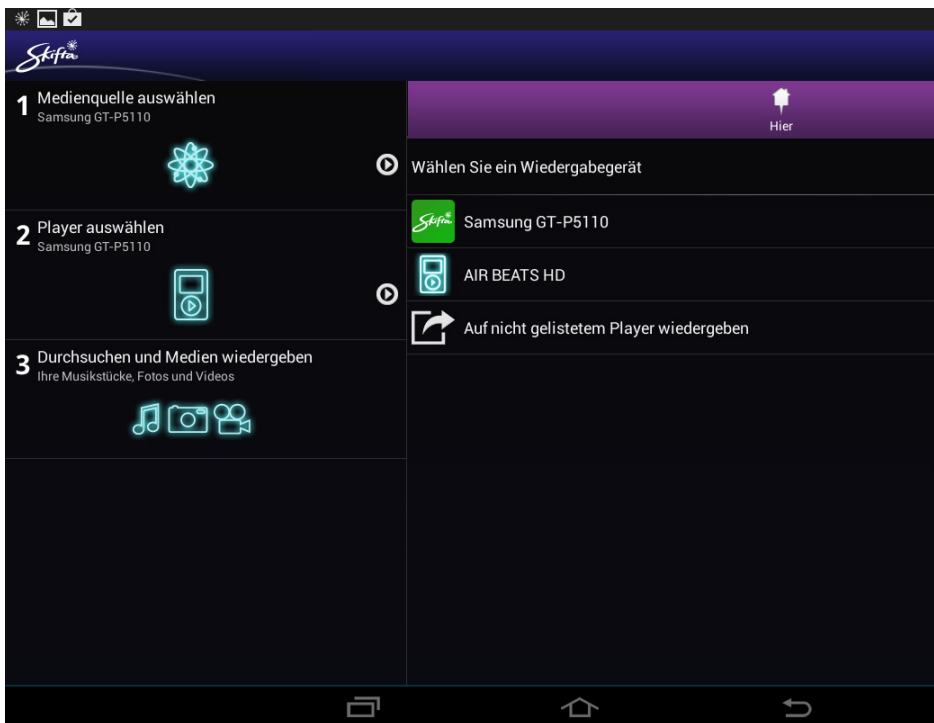 Skifta
1 Medienquelle auswählen
Samsung GT-P5110
2 Player auswählen
Samsung GT-P5110
3 Durchsuchen und Medien wiedergeben
Ihre Musikstücke, Fotos und Videos
Hier
Wählen Sie ein Wiedergabegerät
Skifta Samsung GT-P5110
AIR BEATS HD
Auf nicht gelistetem Player wiedergeben